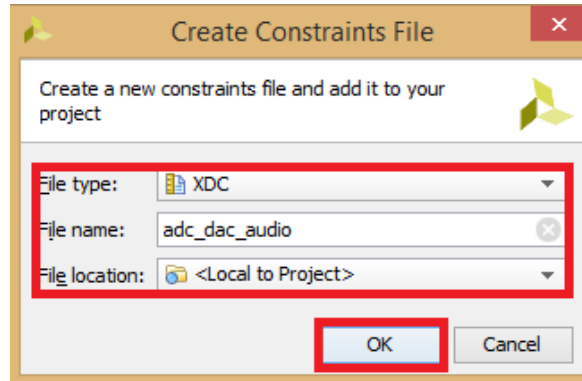 Create Constraints File
Create a new constraints file and add it to your
project
File type: XDC
File name: adc_dac_audio
File location: <Local to Project>
OK Cancel